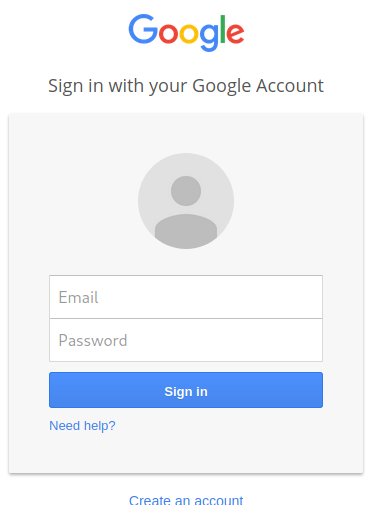 Google
Sign in with your Google Account
Email
Password
Sign in
Need help?
Create an account